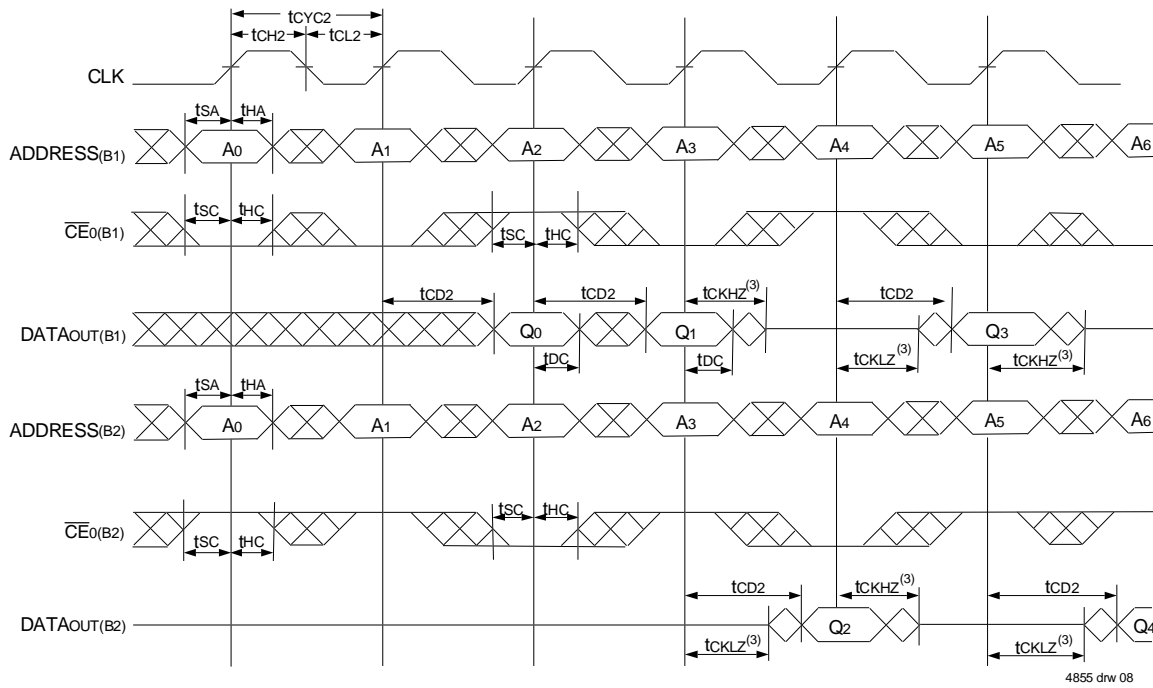 tCYC2
tCH2 tCL2
CLK
tSA tHA
ADDRESS(B1) A0 A1 A2 A3 A4 A5 A6
tSC tHC
CE0(B1)
tSC tHC
tCD2 tCD2 tCKHZ(3) tCD2
DATAOUT(B1) Q0 Q1 Q3
tDC tDC tCKLZ(3) tCKHZ(3)
tSA tHA
ADDRESS(B2) A0 A1 A2 A3 A4 A5 A6
tSC tHC
CE0(B2)
tSC tHC
tCD2 tCKHZ(3) tCD2
DATAOUT(B2) Q2 Q4
tCKLZ(3) tCKLZ(3)
4855 drw 08